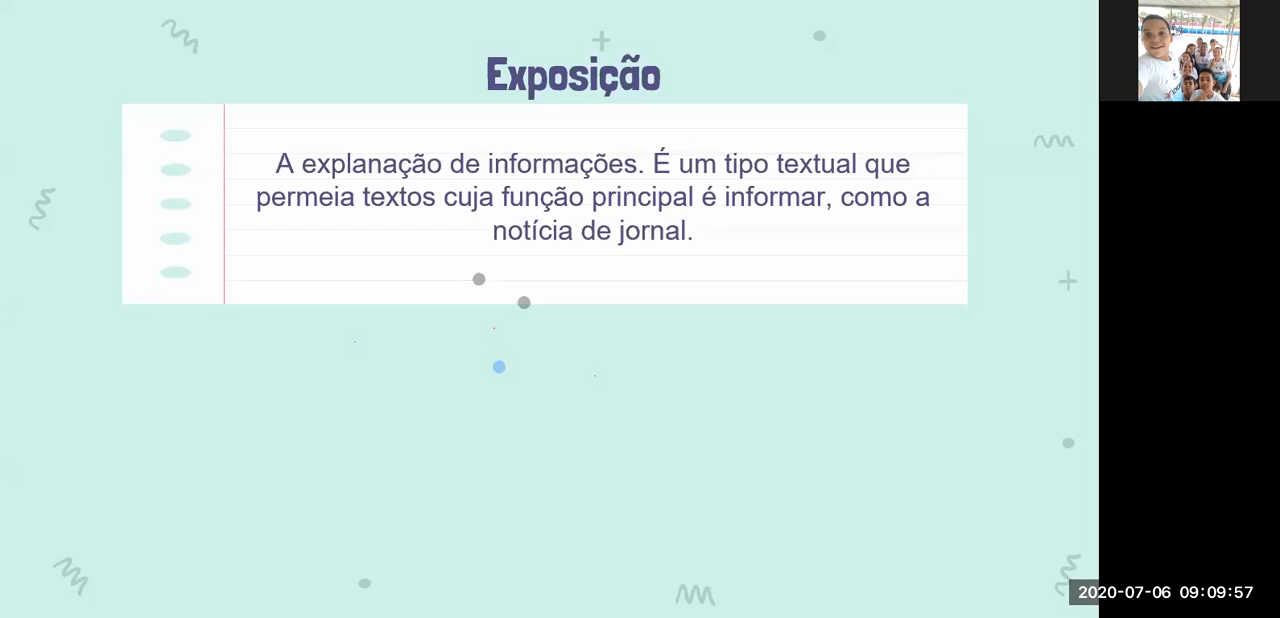 Exposição
A explanação de informações. É um tipo textual que
permeia textos cuja função principal é informar, como a
notícia de jornal.
2020-07-06 09:09:57